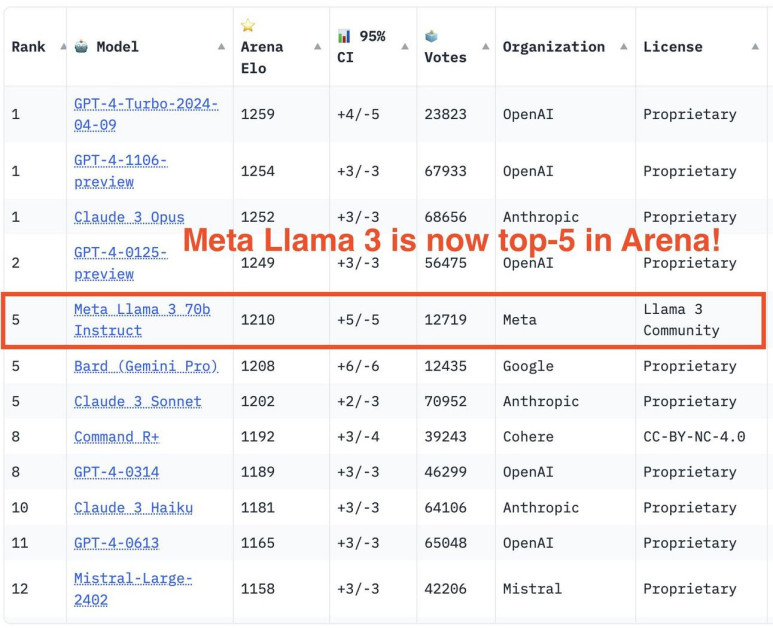 Rank Model Arena Elo 95% CI Votes Organization License
1 GPT-4-Turbo-2024-04-09 1259 +4/-5 23823 OpenAI Proprietary
1 GPT-4-1106-preview 1254 +3/-3 67933 OpenAI Proprietary
1 Claude 3 Opus 1252 +3/-3 68656 Anthropic Proprietary
Meta Llama 3 is now top-5 in Arena!
2 GPT-4-0125-preview 1249 +3/-3 56475 OpenAI Proprietary
5 Meta Llama 3 70b Instruct 1210 +5/-5 12719 Meta Llama 3 Community
5 Bard (Gemini Pro) 1208 +6/-6 12435 Google Proprietary
5 Claude 3 Sonnet 1202 +2/-3 70952 Anthropic Proprietary
8 Command R+ 1192 +3/-4 39243 Cohere CC-BY-NC-4.0
8 GPT-4-0314 1189 +3/-3 46299 OpenAI Proprietary
10 Claude 3 Haiku 1181 +3/-3 64106 Anthropic Proprietary
11 GPT-4-0613 1165 +3/-3 65048 OpenAI Proprietary
12 Mistral-Large-2402 1158 +3/-3 42206 Mistral Proprietary